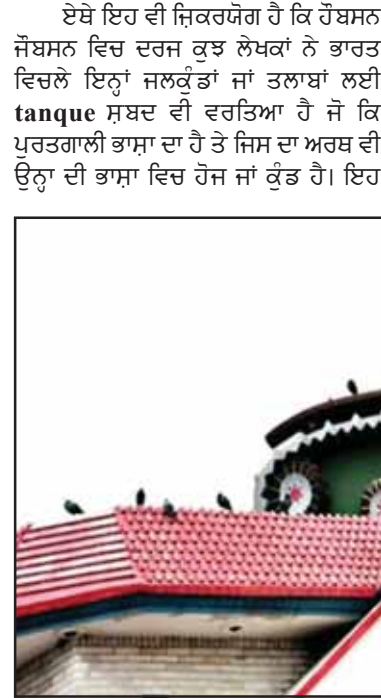 ਏਥੇ ਇਹ ਵੀ ਜ਼ਿਕਰਯੋਗ ਹੈ ਕਿ ਹੌਬਸਨ
ਜੌਬਸਨ ਵਿਚ ਦਰਜ ਕੁਝ ਲੇਖਕਾਂ ਨੇ ਭਾਰਤ
ਵਿਚਲੇ ਇਨ੍ਹਾਂ ਜਲਕੁੰਡਾਂ ਜਾਂ ਤਲਾਬਾਂ ਲਈ
tanque ਸ਼ਬਦ ਵੀ ਵਰਤਿਆ ਹੈ ਜੋ ਕਿ
ਪੁਰਤਗਾਲੀ ਭਾਸ਼ਾ ਦਾ ਹੈ ਤੇ ਜਿਸ ਦਾ ਅਰਥ ਵੀ
ਉਨ੍ਹਾ ਦੀ ਭਾਸ਼ਾ ਵਿਚ ਹੋਜ ਜਾਂ ਕੁੰਡ ਹੈ। ਇਹ